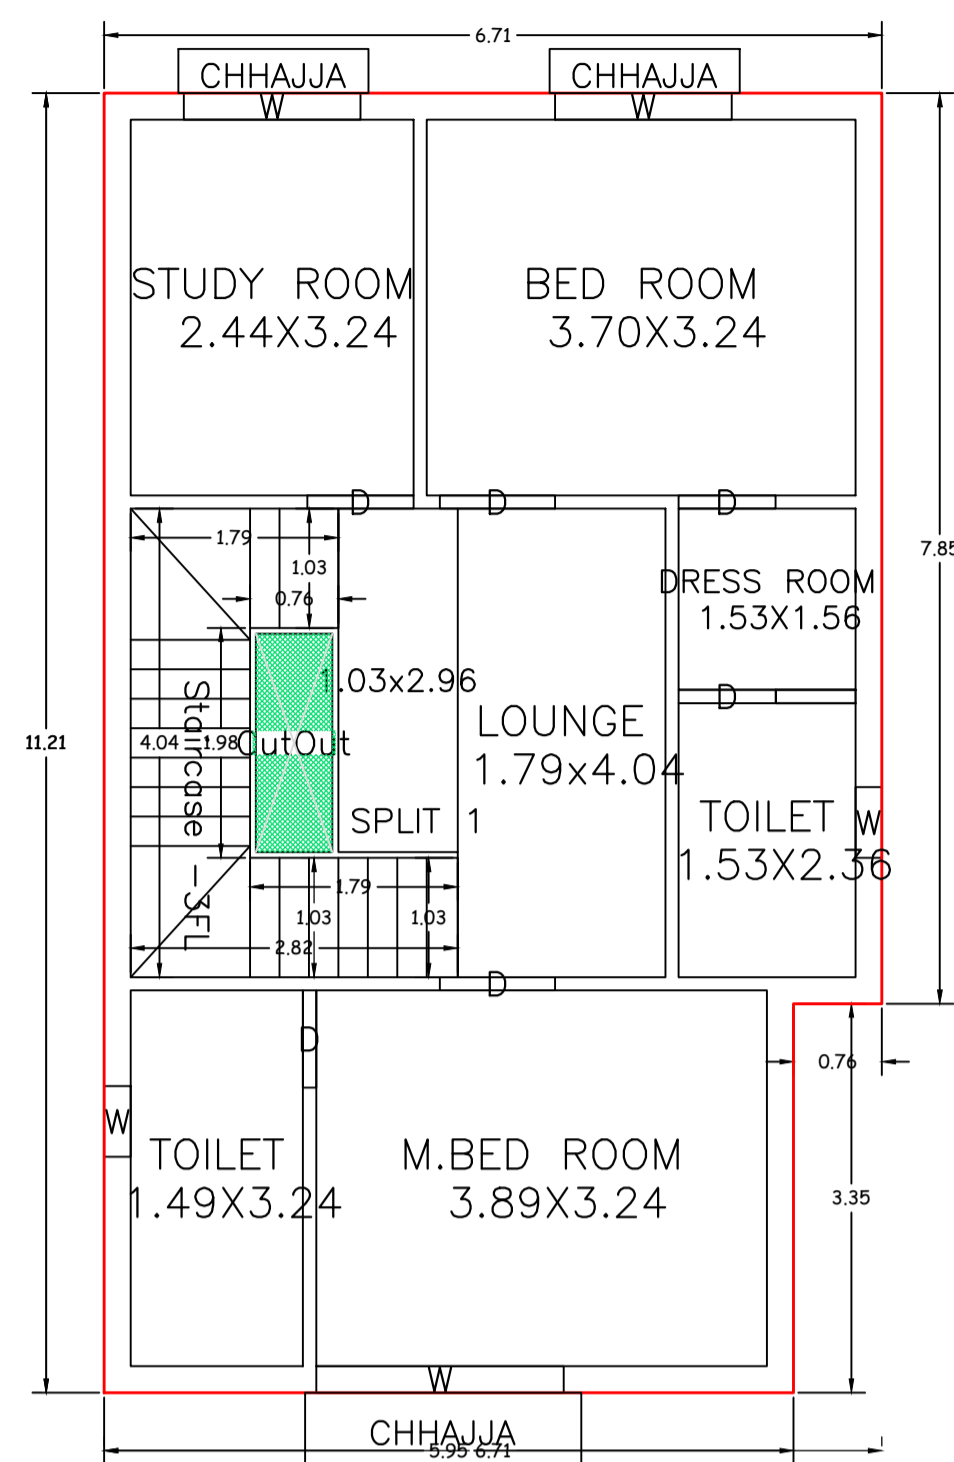 6.71
CHHAJJA
CHHAJJA
W
W
STUDY ROOM
2.44X3.24
BED ROOM
3.70X3.24
D
D
D
1.79
1.03
0.76
7.85
DRESS ROOM
1.53X1.56
1.03x2.96
D
LOUNGE
1.79x4.04
11.21
4.04
1.98
CutOut
Staircase -3FL
SPLIT 1
TOILET
1.53X2.36
W
1.79
1.03
1.03
2.82
D
D
0.76
W
TOILET
1.49X3.24
M.BED ROOM
3.89X3.24
3.35
W
CHHAJJA
5.95 6.71